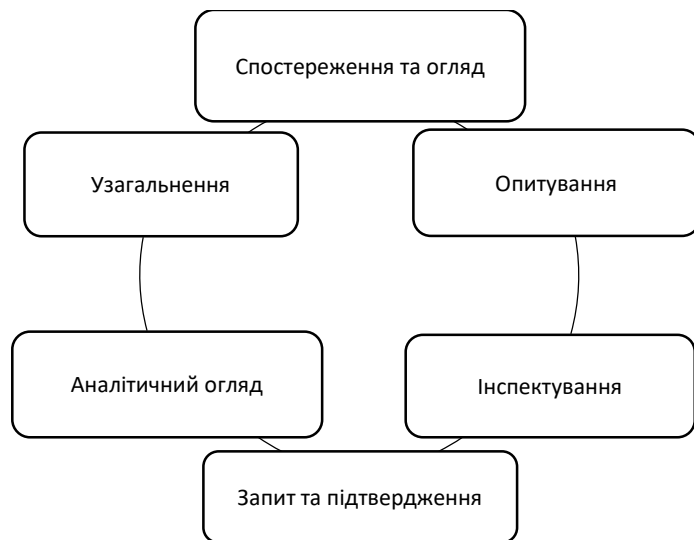 Спостереження та огляд
Узагальнення
Опитування
Аналітичний огляд
Інспектування
Запит та підтвердження